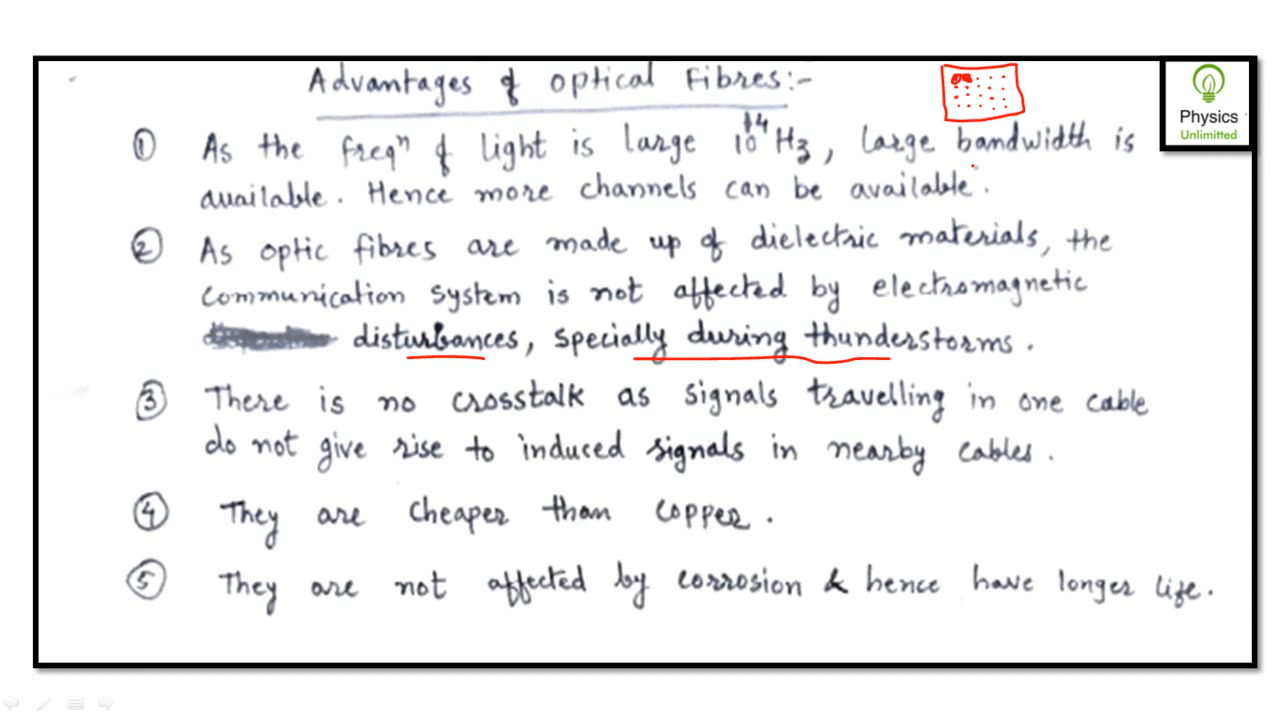 Advantages of Optical Fibres:-
Physics
Unlimitted
① As the freqⁿ of light is large 10¹⁴ Hz, large bandwidth is
available. Hence more channels can be available.
② As optic fibres are made up of dielectric materials, the
communication system is not affected by electromagnetic
disturbances, specially during thunderstorms.
③ There is no crosstalk as signals travelling in one cable
do not give rise to induced signals in nearby cables.
④ They are cheaper than copper.
⑤ They are not affected by corrosion & hence have longer life.